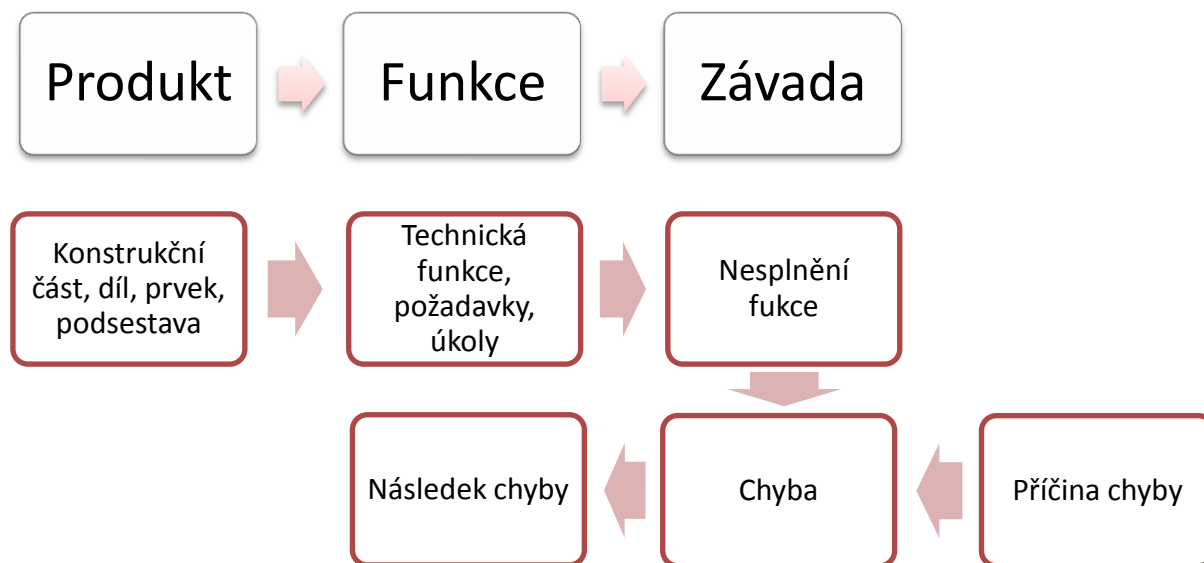 Produkt
Funkce
Závada
Konstrukční
část, díl, prvek,
podsestava
Technická
funkce,
požadavky,
úkoly
Nesplnění
fukce
Následek chyby
Chyba
Příčina chyby